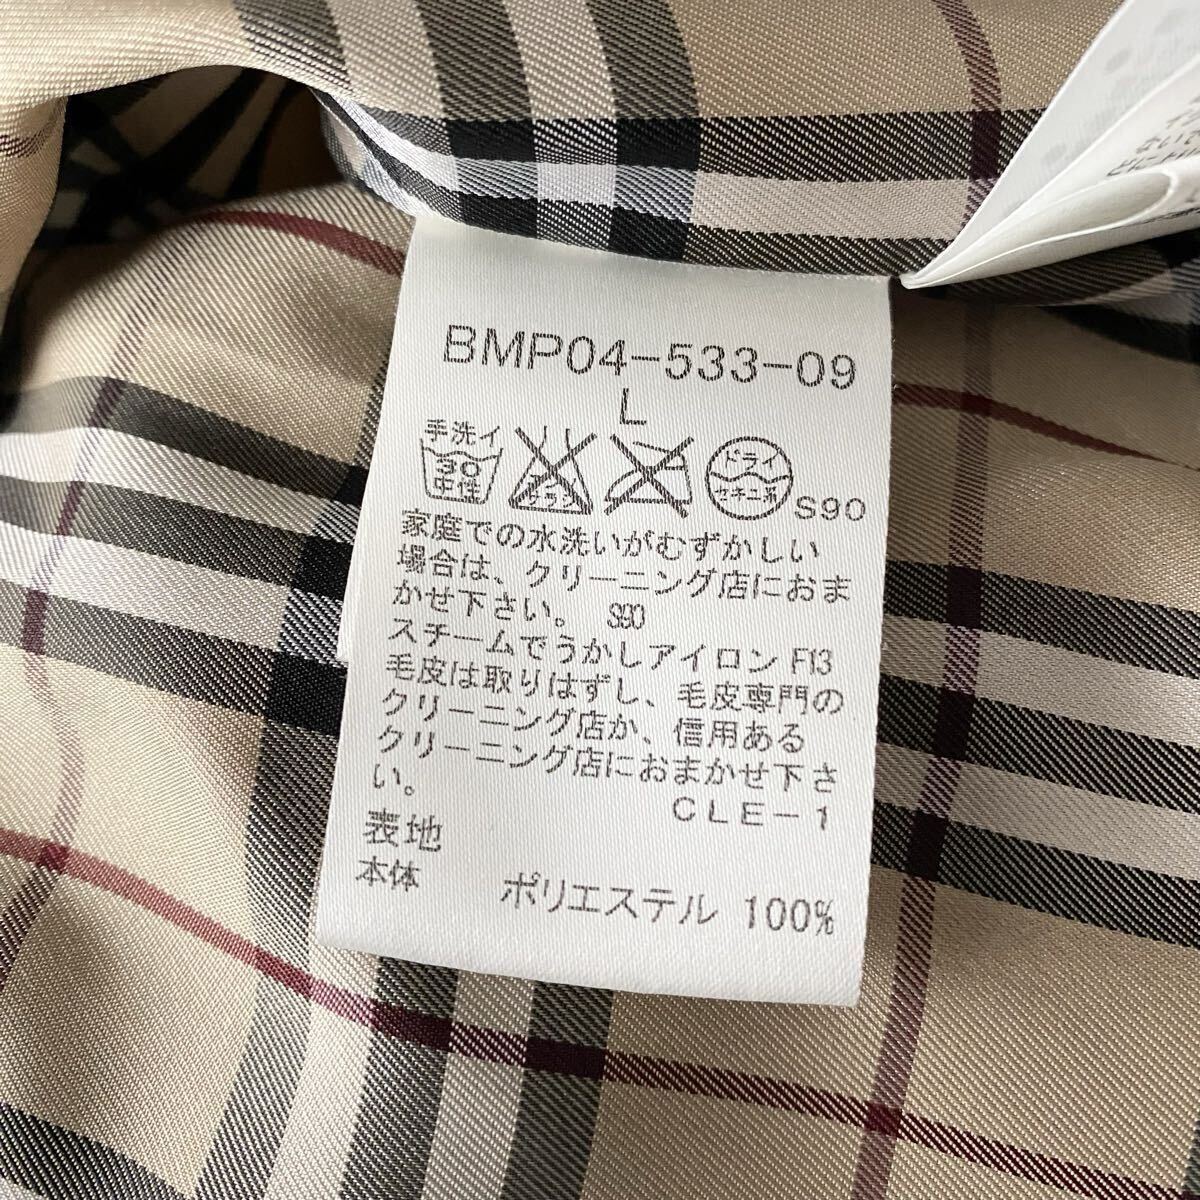 BMP04-533-09
L
手洗イ
30
中性
エンソ
サラシ
ドライ
セキユ系
S90
家庭での水洗いがむずかしい
場合は、クリーニング店におま
かせ下さい。 S90
スチームでうかしアイロン F13
毛皮は取りはずし、毛皮専門の
クリーニング店か、信用ある
クリーニング店におまかせ下さ
い。
CLE-1
表地
本体 ポリエステル 100%